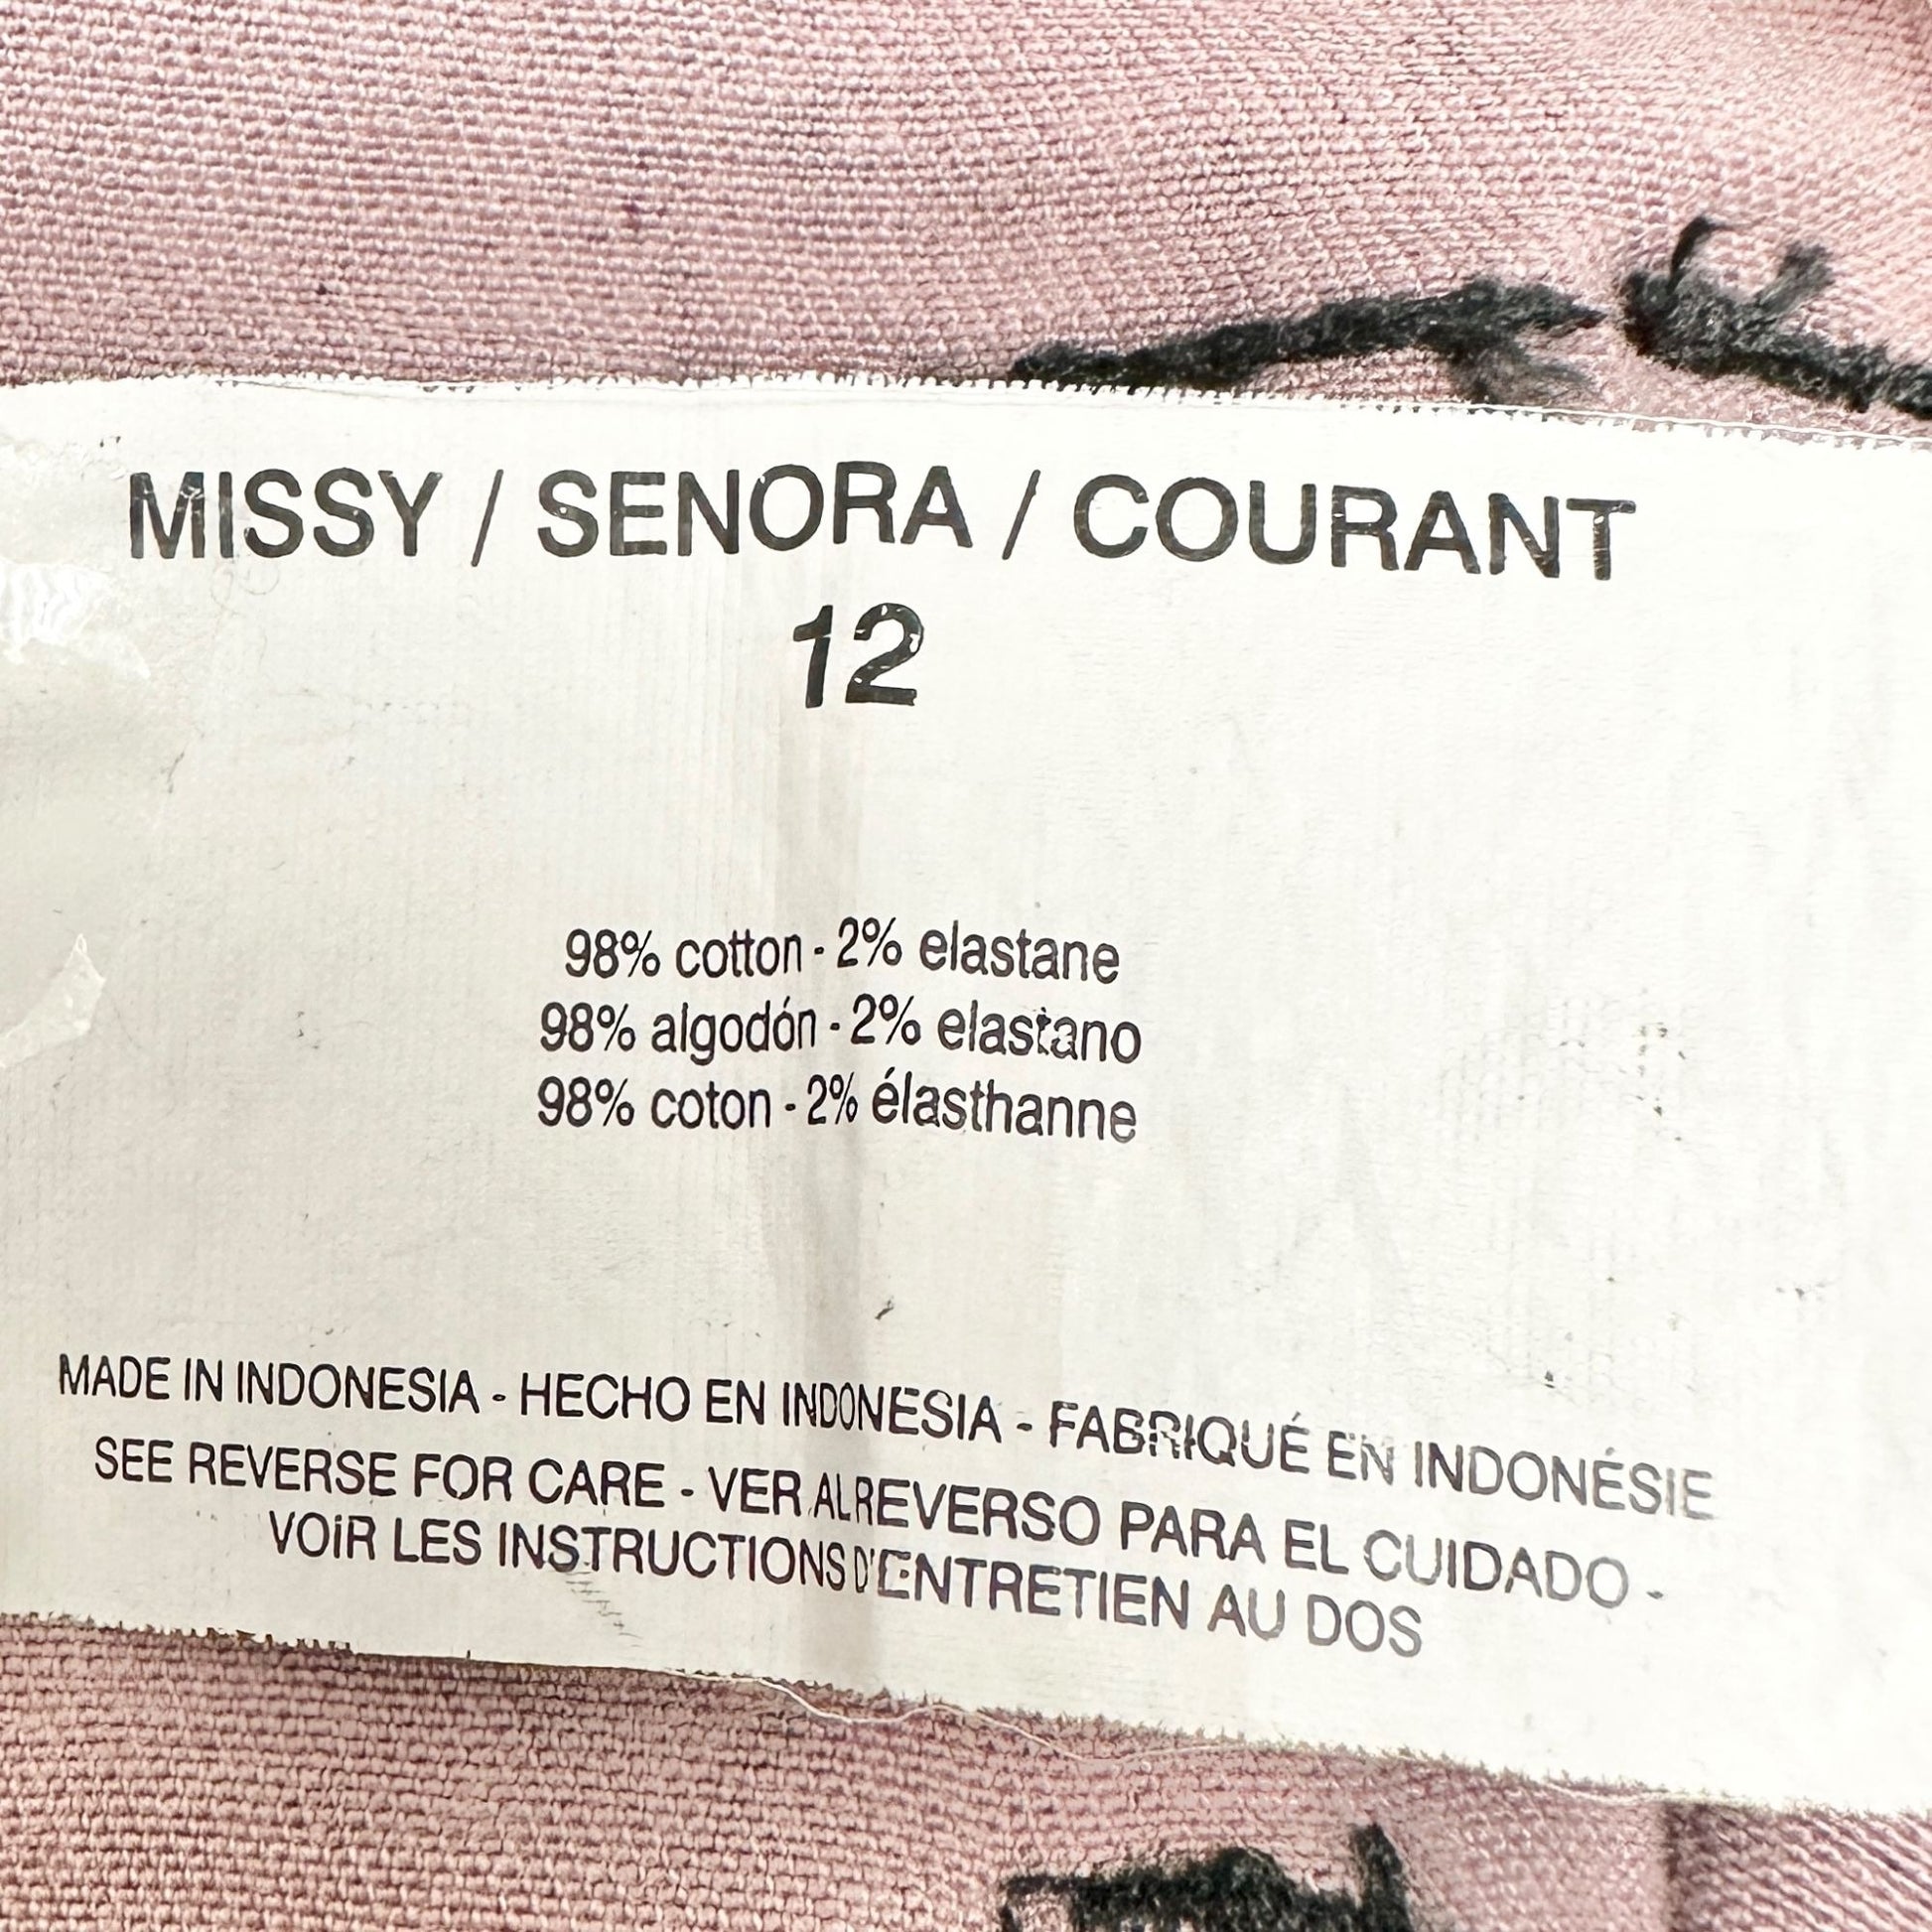 MISSY / SENORA / COURANT
12
98% cotton - 2% elastane
98% algodón - 2% elastano
98% coton - 2% élasthanne
MADE IN INDONESIA - HECHO EN INDONESIA - FABRIQUÉ EN INDONÉSIE
SEE REVERSE FOR CARE - VER AL REVERSO PARA EL CUIDADO -
VOIR LES INSTRUCTIONS D'ENTRETIEN AU DOS